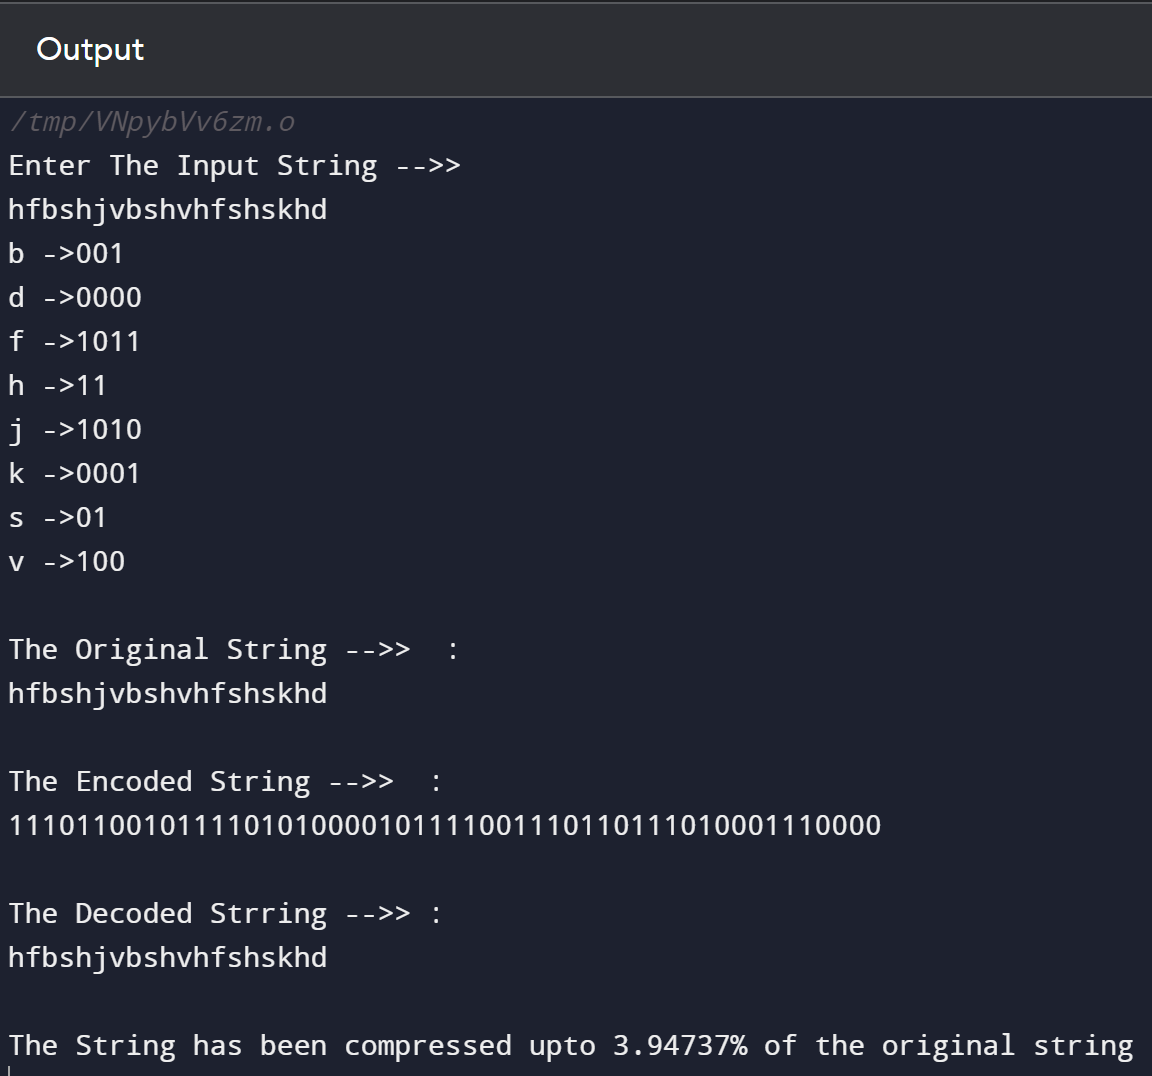 Output
/tmp/VNpybVv6zm.o
Enter The Input String -->>
hfbshjvbshvhfshskhd
b ->001
d ->0000
f ->1011
h ->11
j ->1010
k ->0001
s ->01
v ->100
The Original String -->>  :
hfbshjvbshvhfshskhd
The Encoded String -->>  :
1110110010111101010000101111001110110111010001110000
The Decoded Strring -->> :
hfbshjvbshvhfshskhd
The String has been compressed upto 3.94737% of the original string